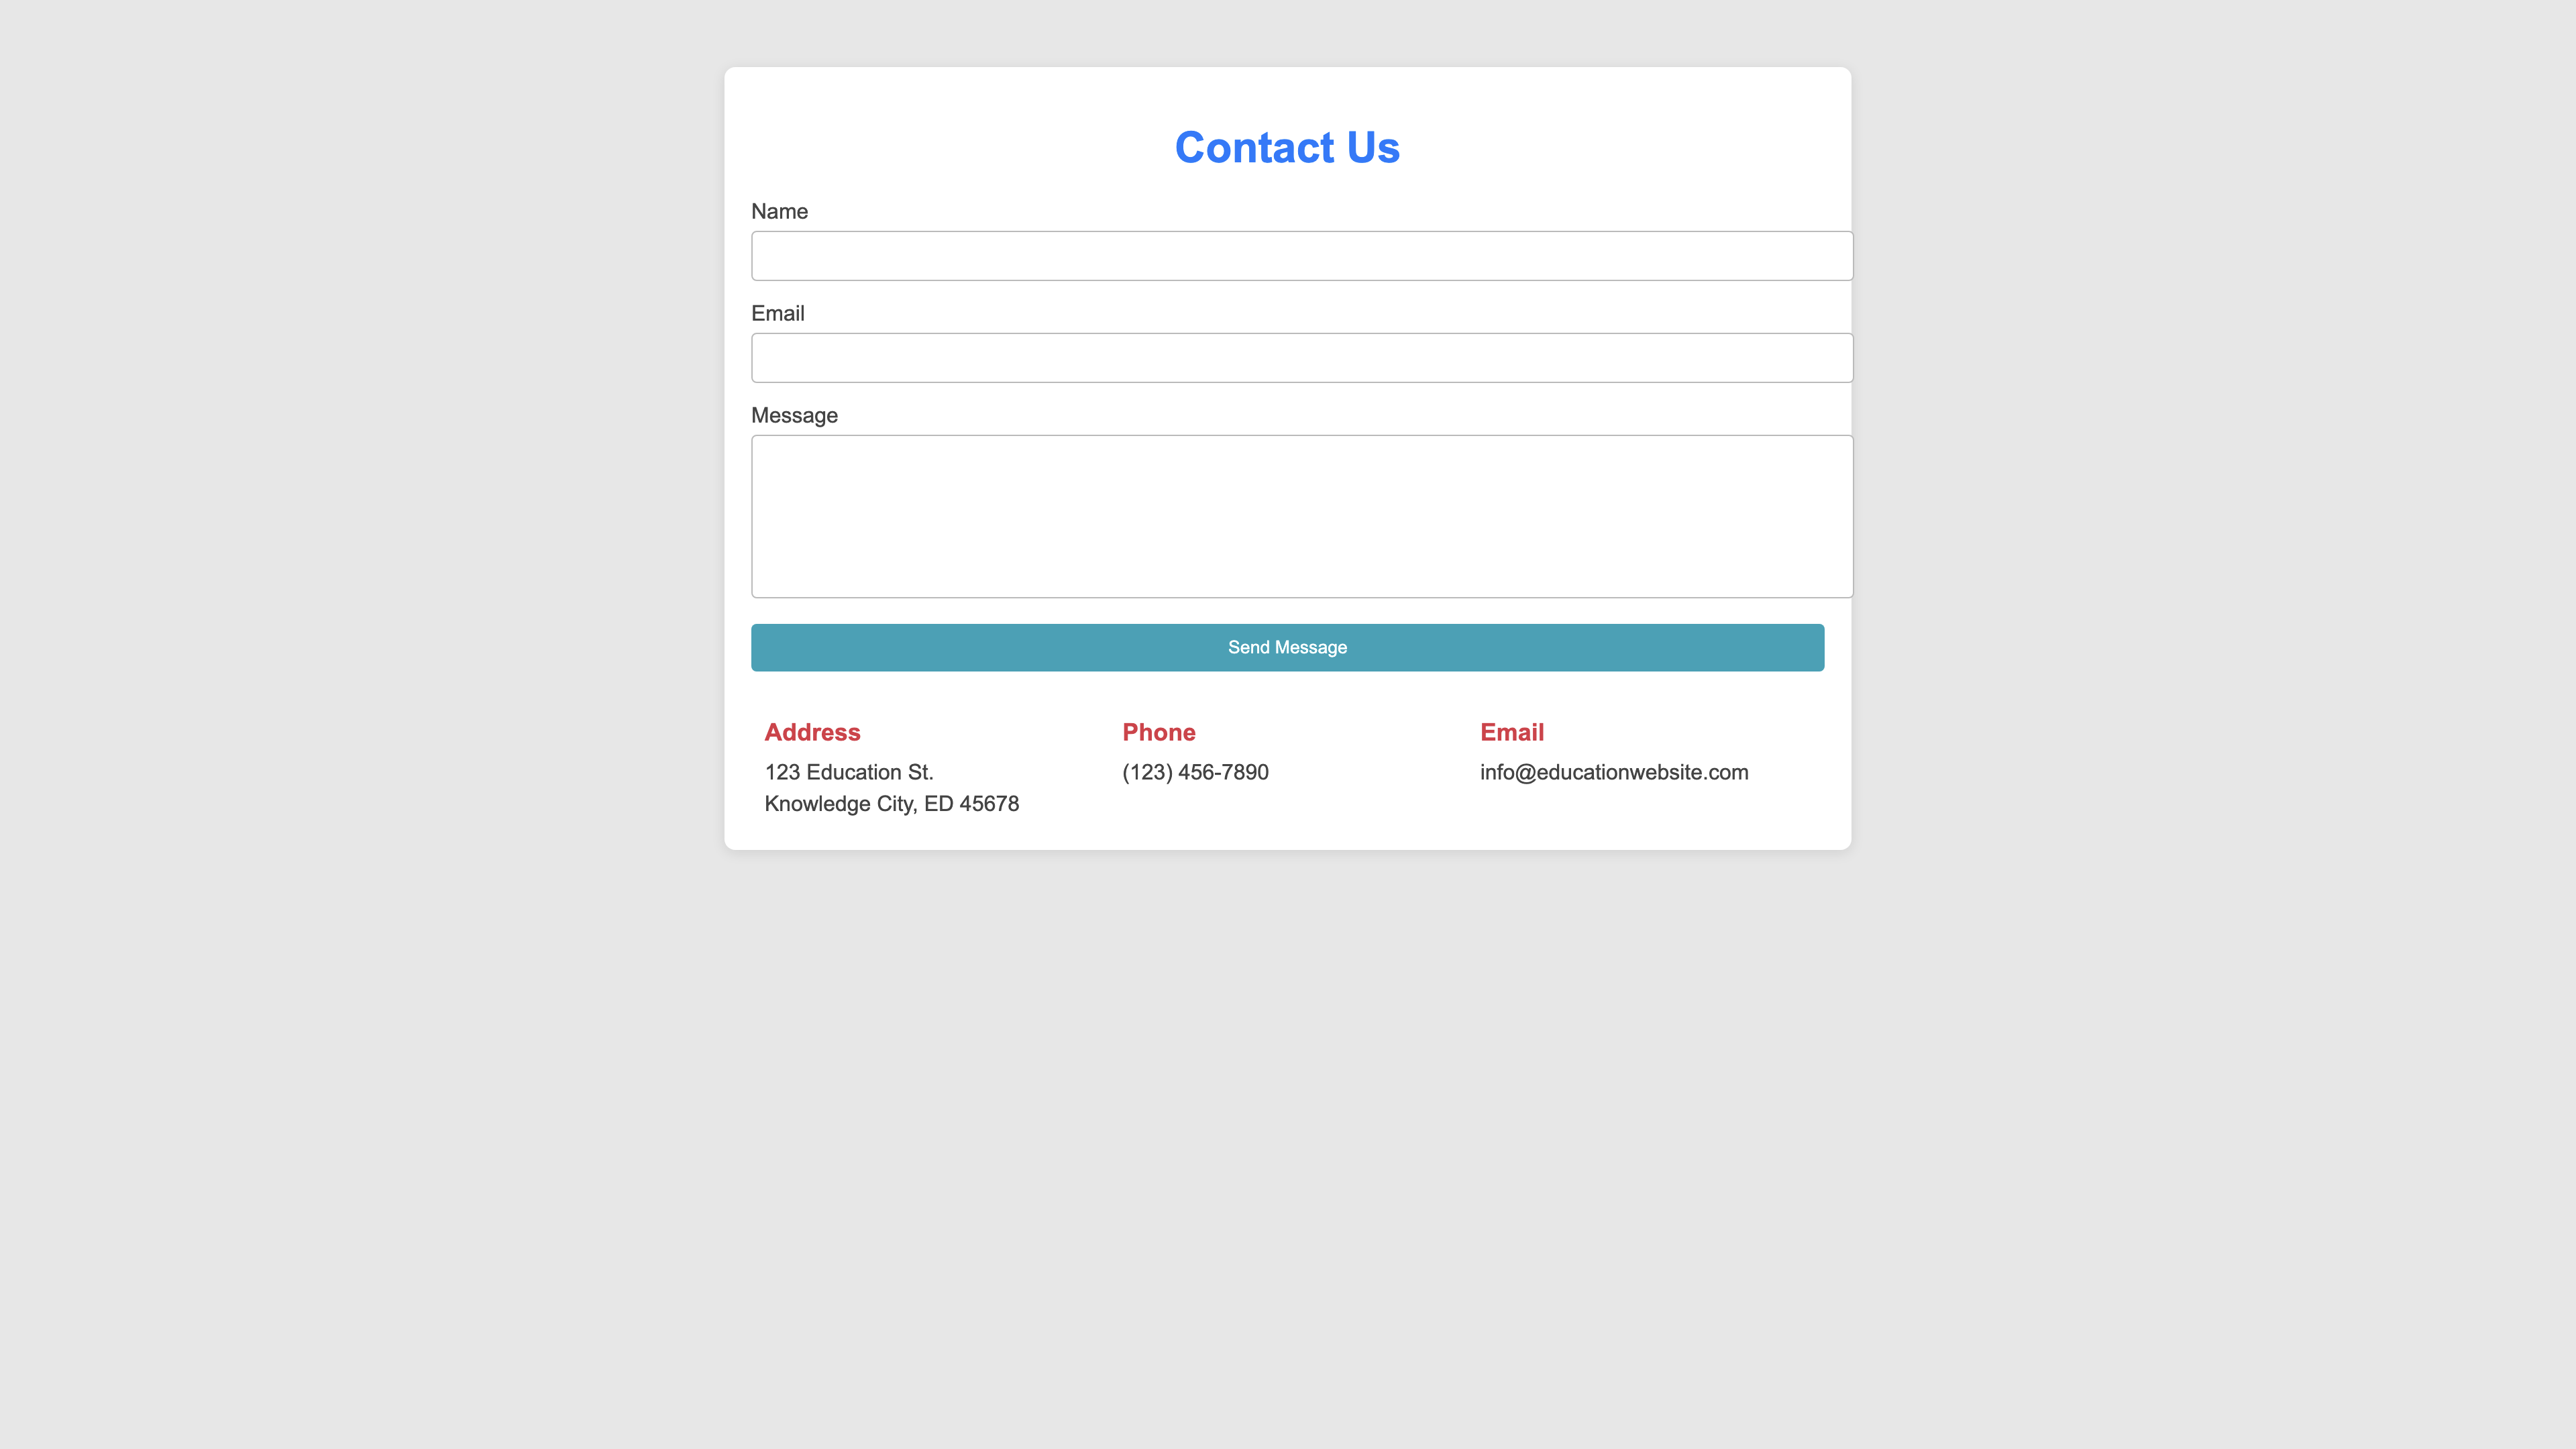 Contact Us
Name
Email
Message
Send Message
Address
123 Education St.
Knowledge City, ED 45678
Phone
(123) 456-7890
Email
info@educationwebsite.com